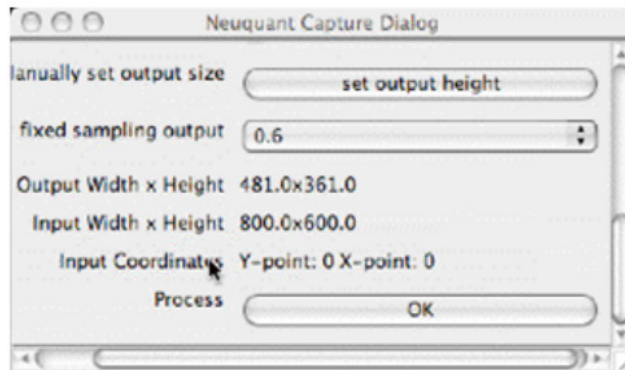 Neuquant Capture Dialog
lanually set output size set output height
fixed sampling output 0.6
Output Width x Height 481.0x361.0
Input Width x Height 800.0x600.0
Input Coordinates Y-point: 0 X-point: 0
Process OK